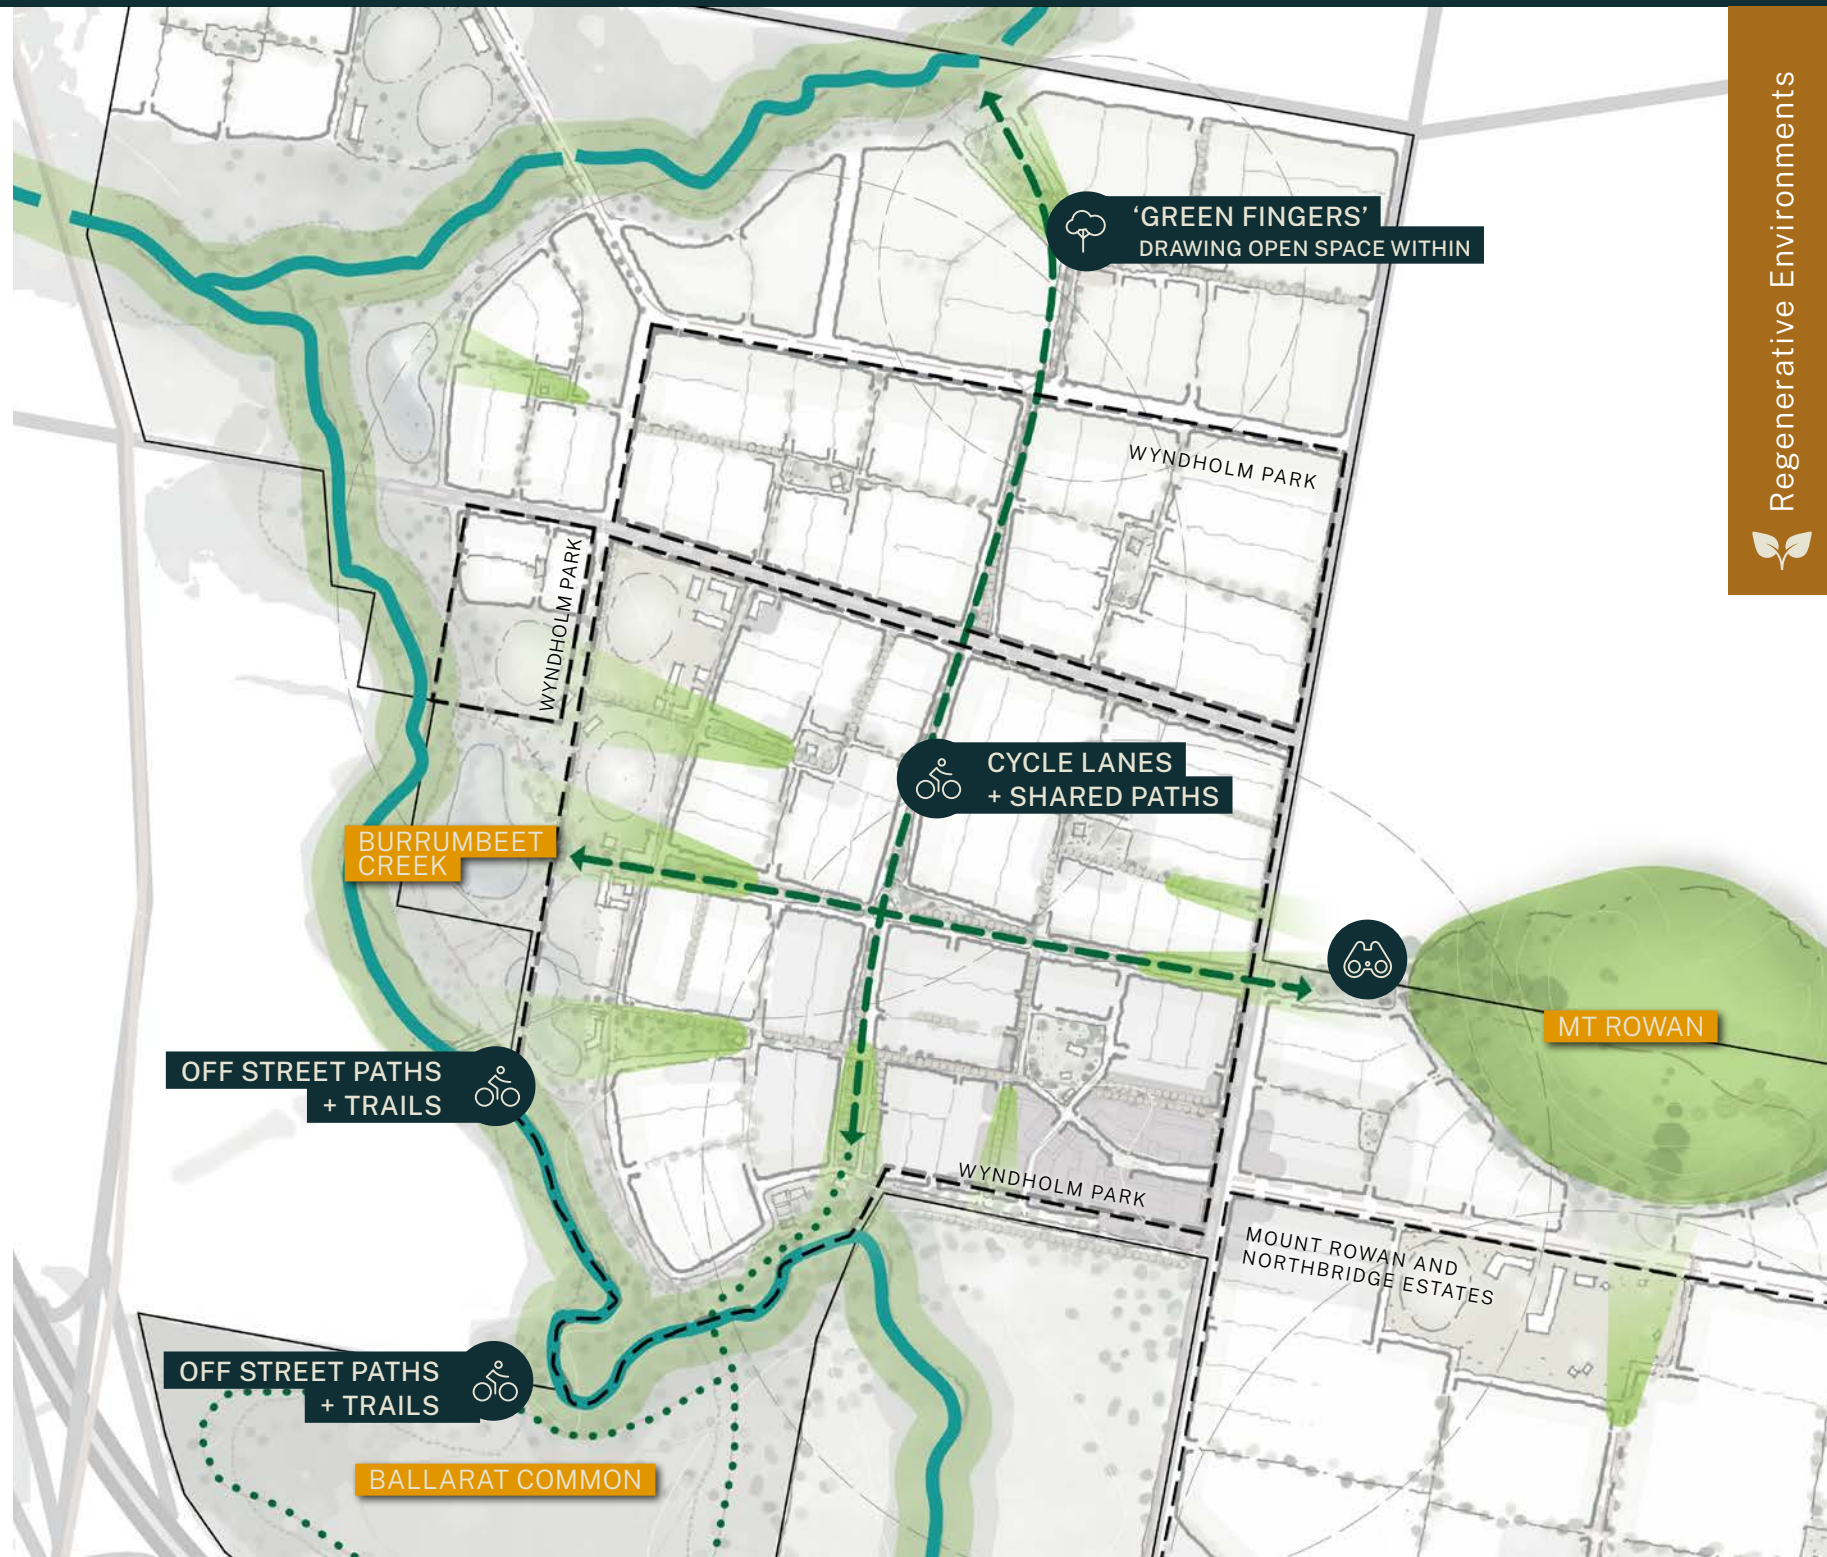 Regenerative Environments
‘GREEN FINGERS’
DRAWING OPEN SPACE WITHIN
WYNDHOLM PARK
WYNDHOLM PARK
CYCLE LANES
+ SHARED PATHS
BURRUMBEET
CREEK
MT ROWAN
OFF STREET PATHS
+ TRAILS
WYNDHOLM PARK
MOUNT ROWAN AND
NORTHBRIDGE ESTATES
OFF STREET PATHS
+ TRAILS
BALLARAT COMMON